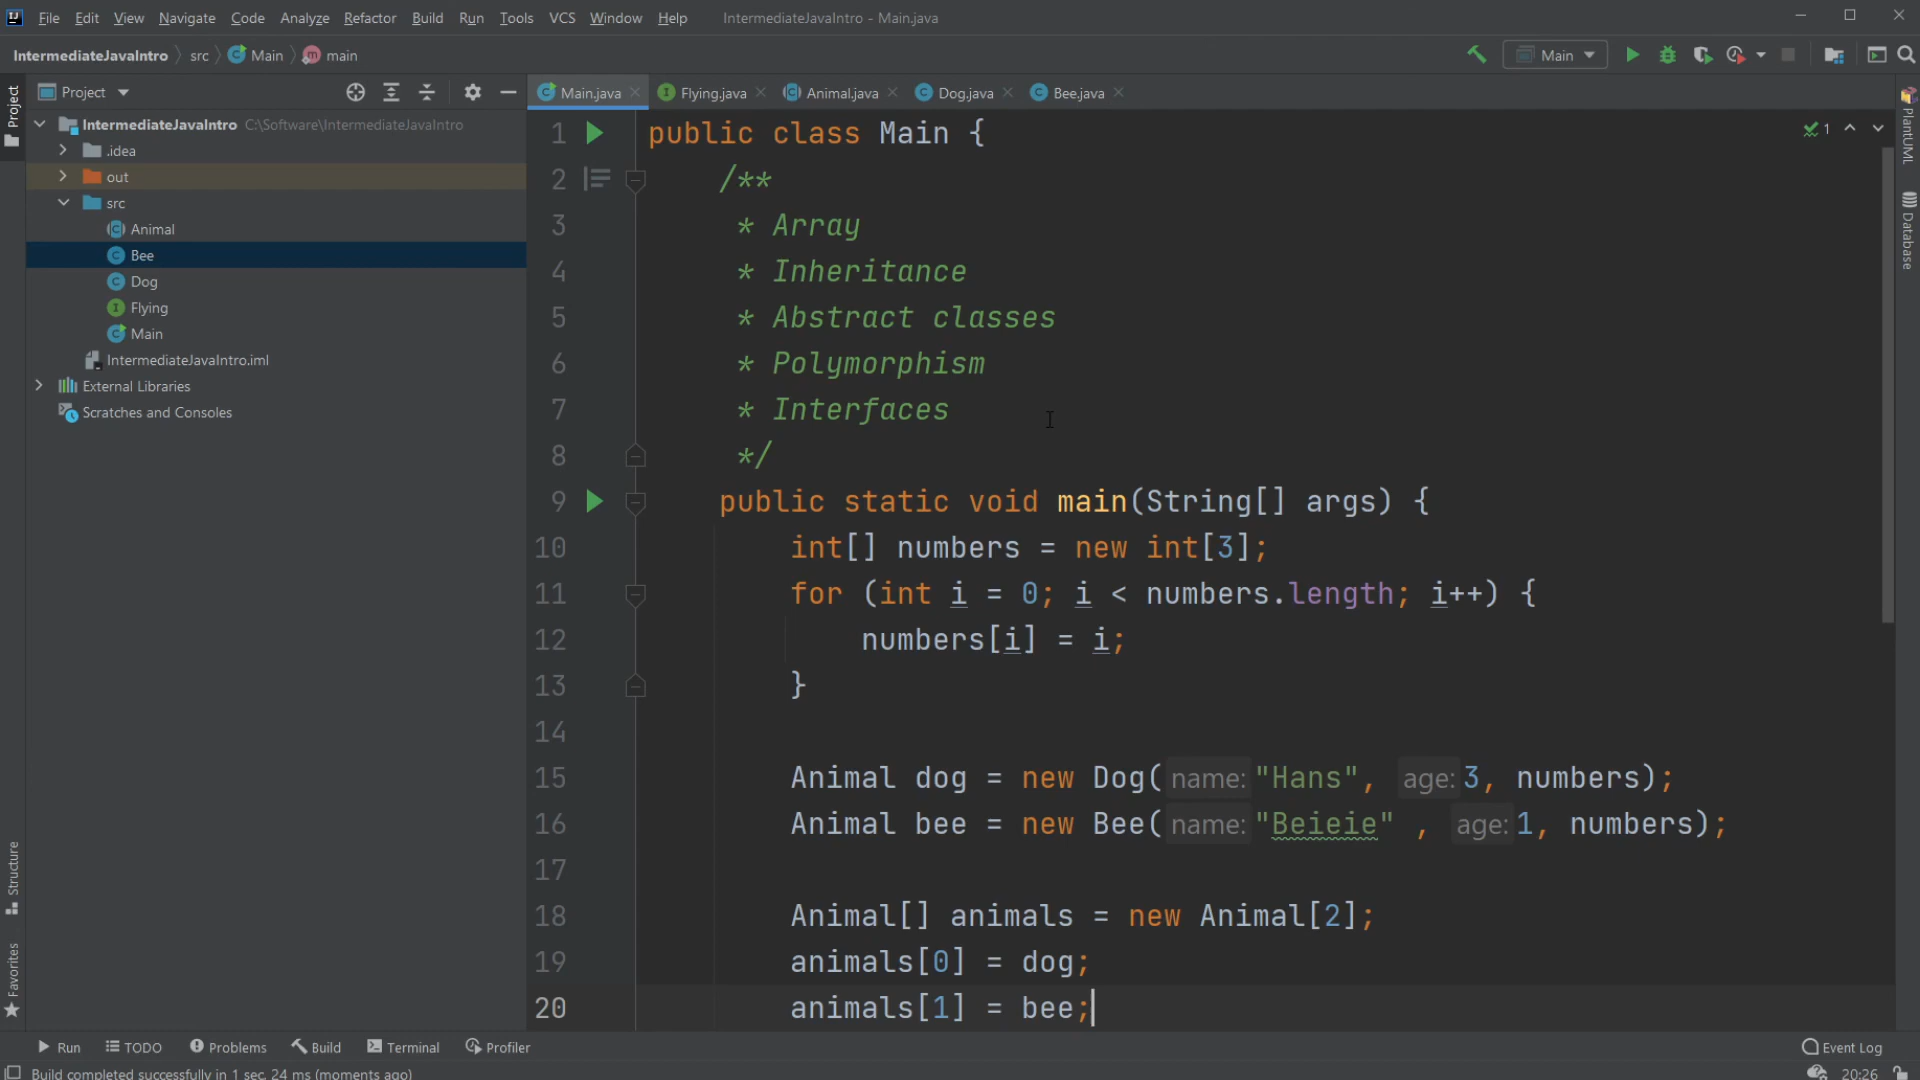 File Edit View Navigate Code Analyze Refactor Build Run Tools VCS Window Help IntermediateJavaIntro - Main.java
IntermediateJavaIntro src Main main Main
Project
Main.java Flying.java Animal.java Dog.java Bee.java
Project
IntermediateJavaIntro C:\Software\IntermediateJavaIntro
.idea
out
src
Animal
Bee
Dog
Flying
Main
IntermediateJavaIntro.iml
External Libraries
Scratches and Consoles
Structure
Favorites
1 public class Main {
2 /**
3 * Array
4 * Inheritance
5 * Abstract classes
6 * Polymorphism
7 * Interfaces
8 */
9 public static void main(String[] args) {
10 int[] numbers = new int[3];
11 for (int i = 0; i < numbers.length; i++) {
12 numbers[i] = i;
13 }
14
15 Animal dog = new Dog( name: "Hans", age: 3, numbers);
16 Animal bee = new Bee( name: "Beieie" , age: 1, numbers);
17
18 Animal[] animals = new Animal[2];
19 animals[0] = dog;
20 animals[1] = bee;
1
PlantUML
Database
Run TODO Problems Build Terminal Profiler Event Log
Build completed successfully in 1 sec, 24 ms (moments ago) 20:26